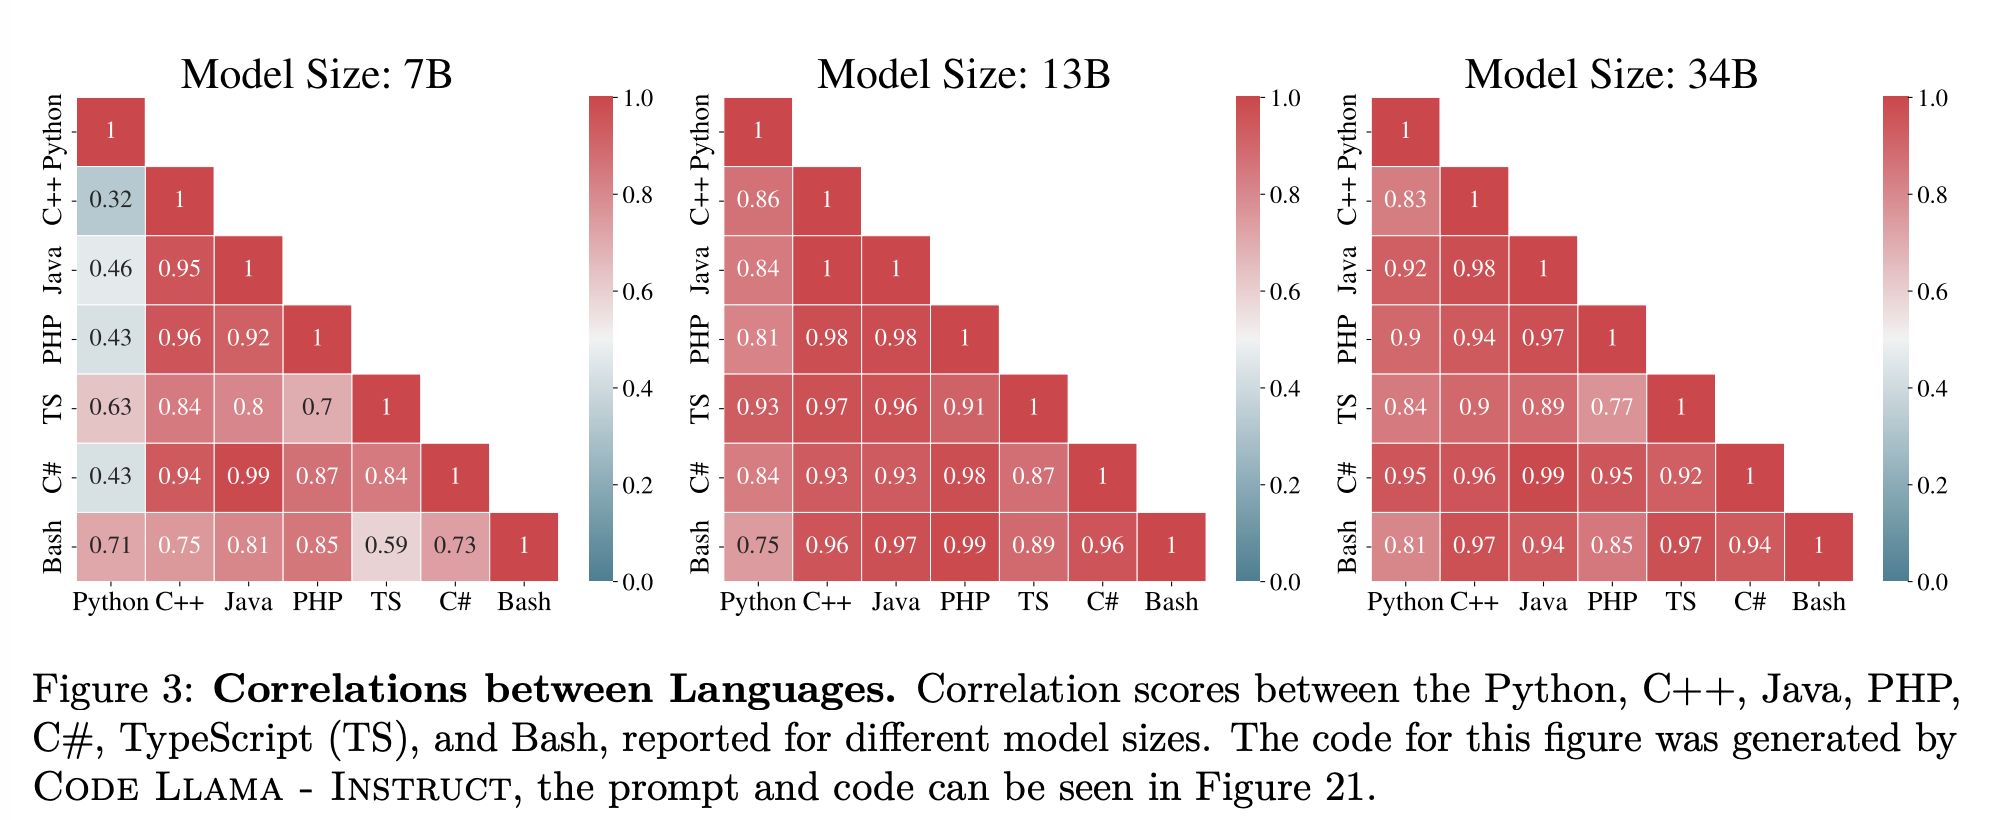 Model Size: 7B
Python
C++
Java
PHP
TS
C#
Bash
1
0.32 1
0.46 0.95 1
0.43 0.96 0.92 1
0.63 0.84 0.8 0.7 1
0.43 0.94 0.99 0.87 0.84 1
0.71 0.75 0.81 0.85 0.59 0.73 1
Python C++ Java PHP TS C# Bash
1.0
0.8
0.6
0.4
0.2
0.0
Model Size: 13B
Python
C++
Java
PHP
TS
C#
Bash
1
0.86 1
0.84 1 1
0.81 0.98 0.98 1
0.93 0.97 0.96 0.91 1
0.84 0.93 0.93 0.98 0.87 1
0.75 0.96 0.97 0.99 0.89 0.96 1
Python C++ Java PHP TS C# Bash
1.0
0.8
0.6
0.4
0.2
0.0
Model Size: 34B
Python
C++
Java
PHP
TS
C#
Bash
1
0.83 1
0.92 0.98 1
0.9 0.94 0.97 1
0.84 0.9 0.89 0.77 1
0.95 0.96 0.99 0.95 0.92 1
0.81 0.97 0.94 0.85 0.97 0.94 1
Python C++ Java PHP TS C# Bash
1.0
0.8
0.6
0.4
0.2
0.0
Figure 3: Correlations between Languages. Correlation scores between the Python, C++, Java, PHP,
C#, TypeScript (TS), and Bash, reported for different model sizes. The code for this figure was generated by
CODE LLAMA - INSTRUCT, the prompt and code can be seen in Figure 21.